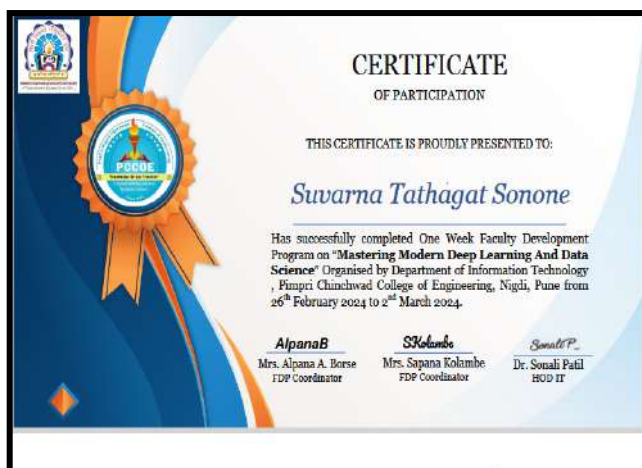 CERTIFICATE
OF PARTICIPATION
THIS CERTIFICATE IS PROUDLY PRESENTED TO:
PCCOE
Suvarna Tathagat Sonone
Has successfully completed One Week Faculty Development
Program on "Mastering Modern Deep Learning And Data
Science" Organised by Department of Information Technology
, Pimpri Chinchwad College of Engineering, Nigdi, Pune from
26th February 2024 to 2nd March 2024.
AlpanaB SKolambe Sonali P_
Mrs. Alpana A. Borse Mrs. Sapana Kolambe Dr. Sonali Patil
FDP Coordinator FDP Coordinator HOD IT